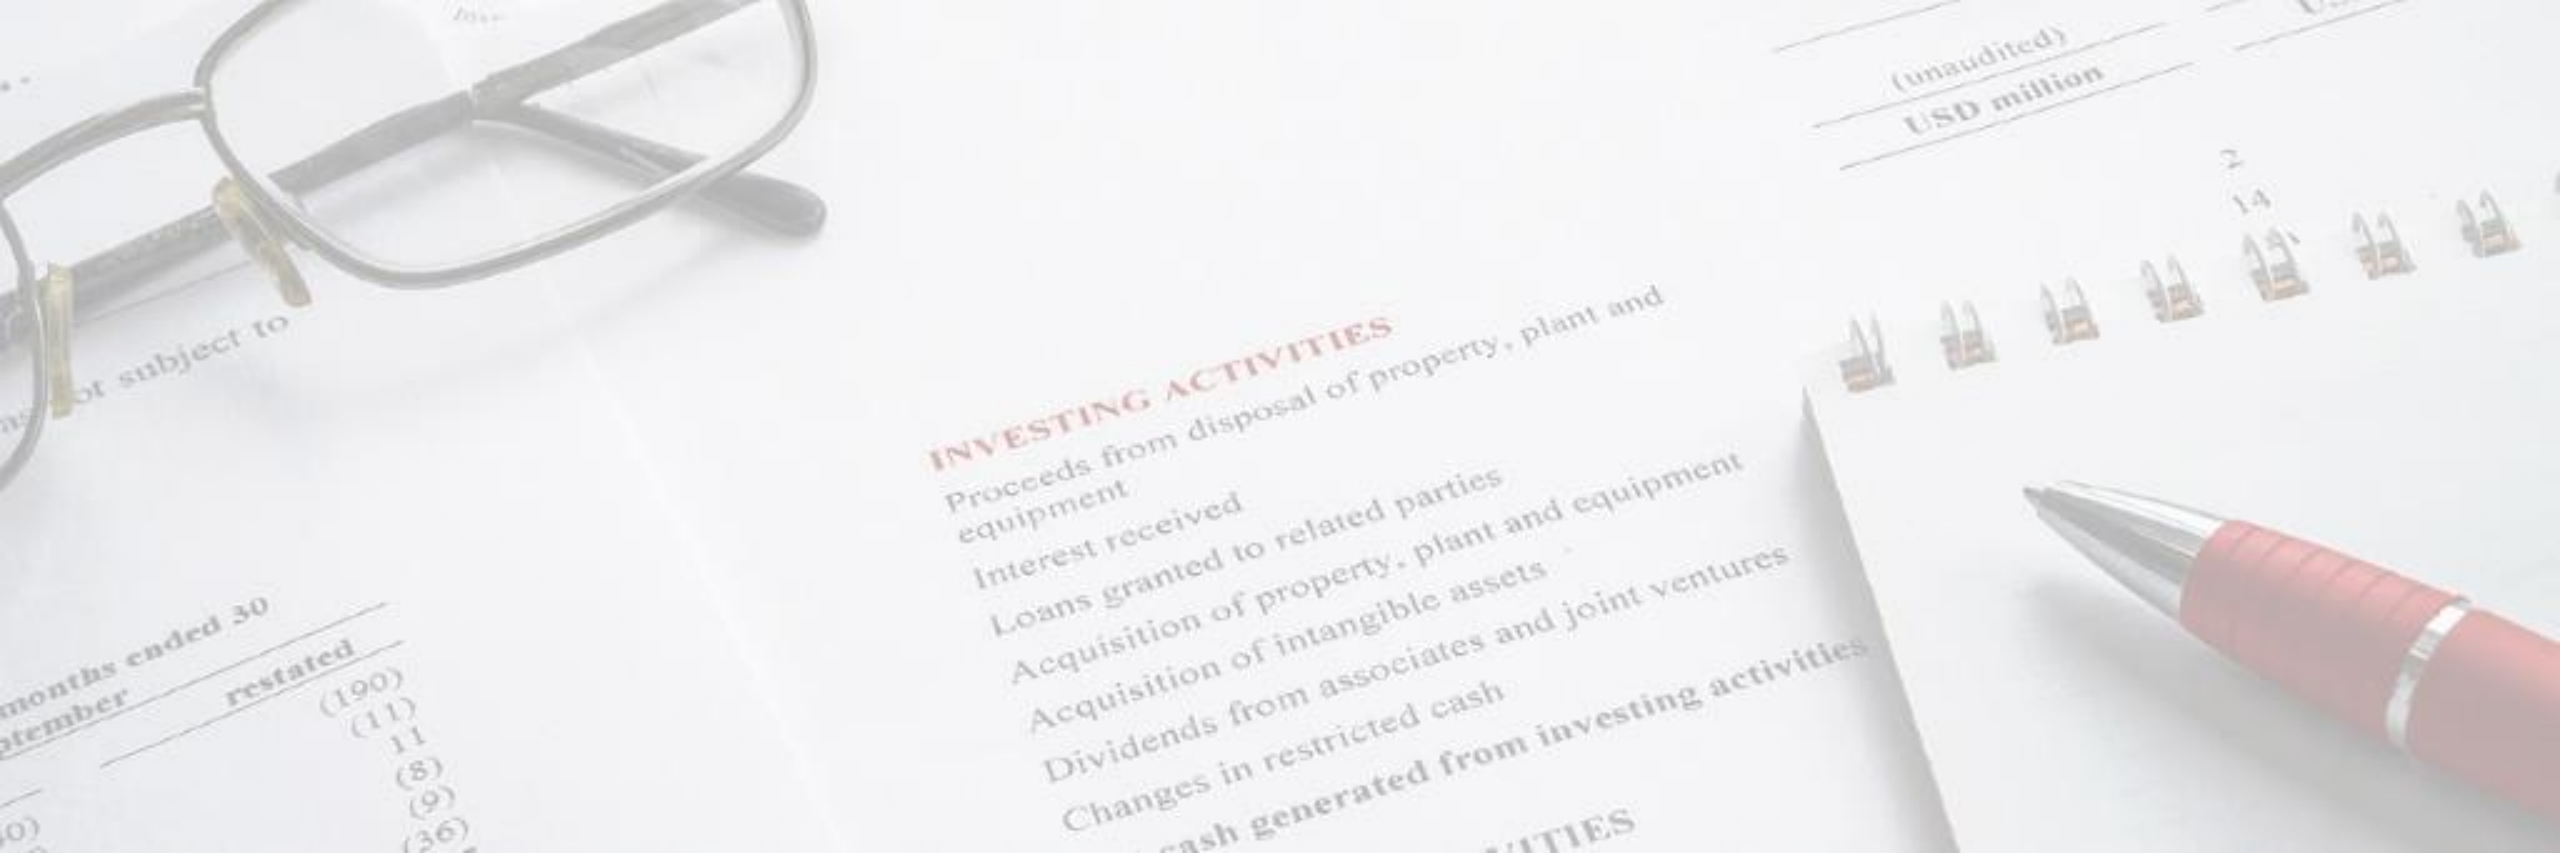 ot subject to
months ended 30
ptember
restated
(190)
(11)
11
(8)
(9)
(36)
INVESTING ACTIVITIES
Proceeds from disposal of property, plant and
equipment
Interest received
Loans granted to related parties
Acquisition of property, plant and equipment
Acquisition of intangible assets
Dividends from associates and joint ventures
Changes in restricted cash
cash generated from investing activities
VITIES
(unaudited)
USD million
2
14